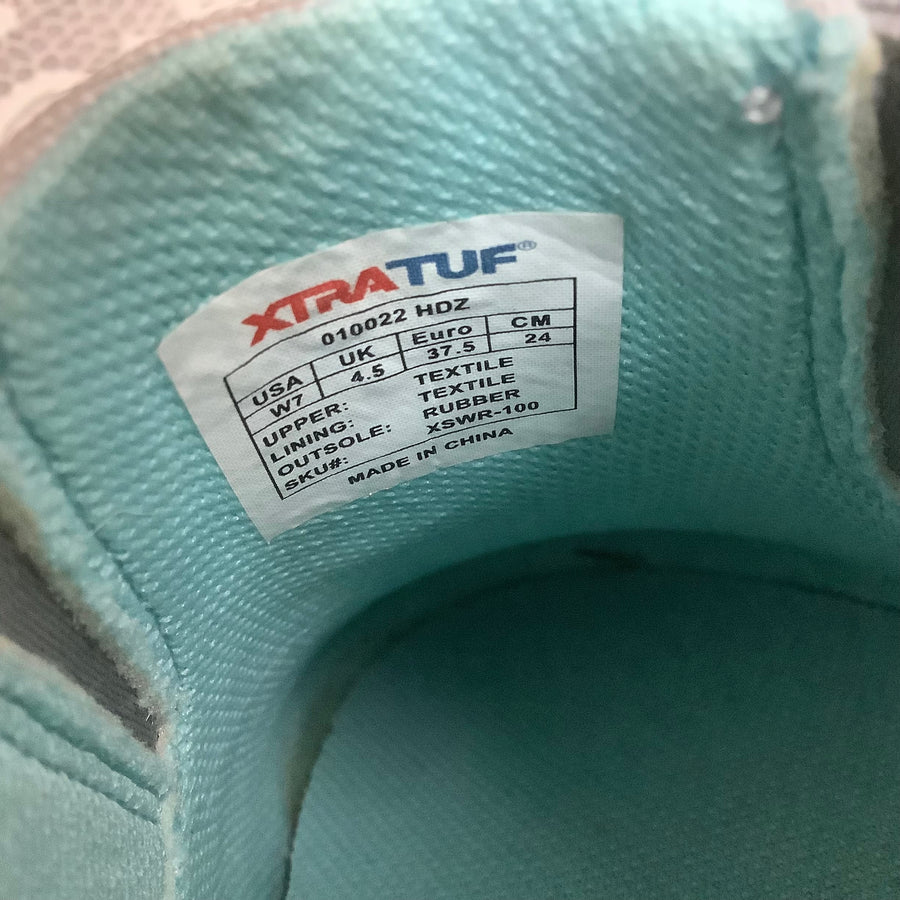 XTRATUF®
010022 HDZ
USA UK Euro CM
W7 4.5 37.5 24
UPPER: TEXTILE
LINING: TEXTILE
OUTSOLE: RUBBER
SKU#: XSWR-100
MADE IN CHINA